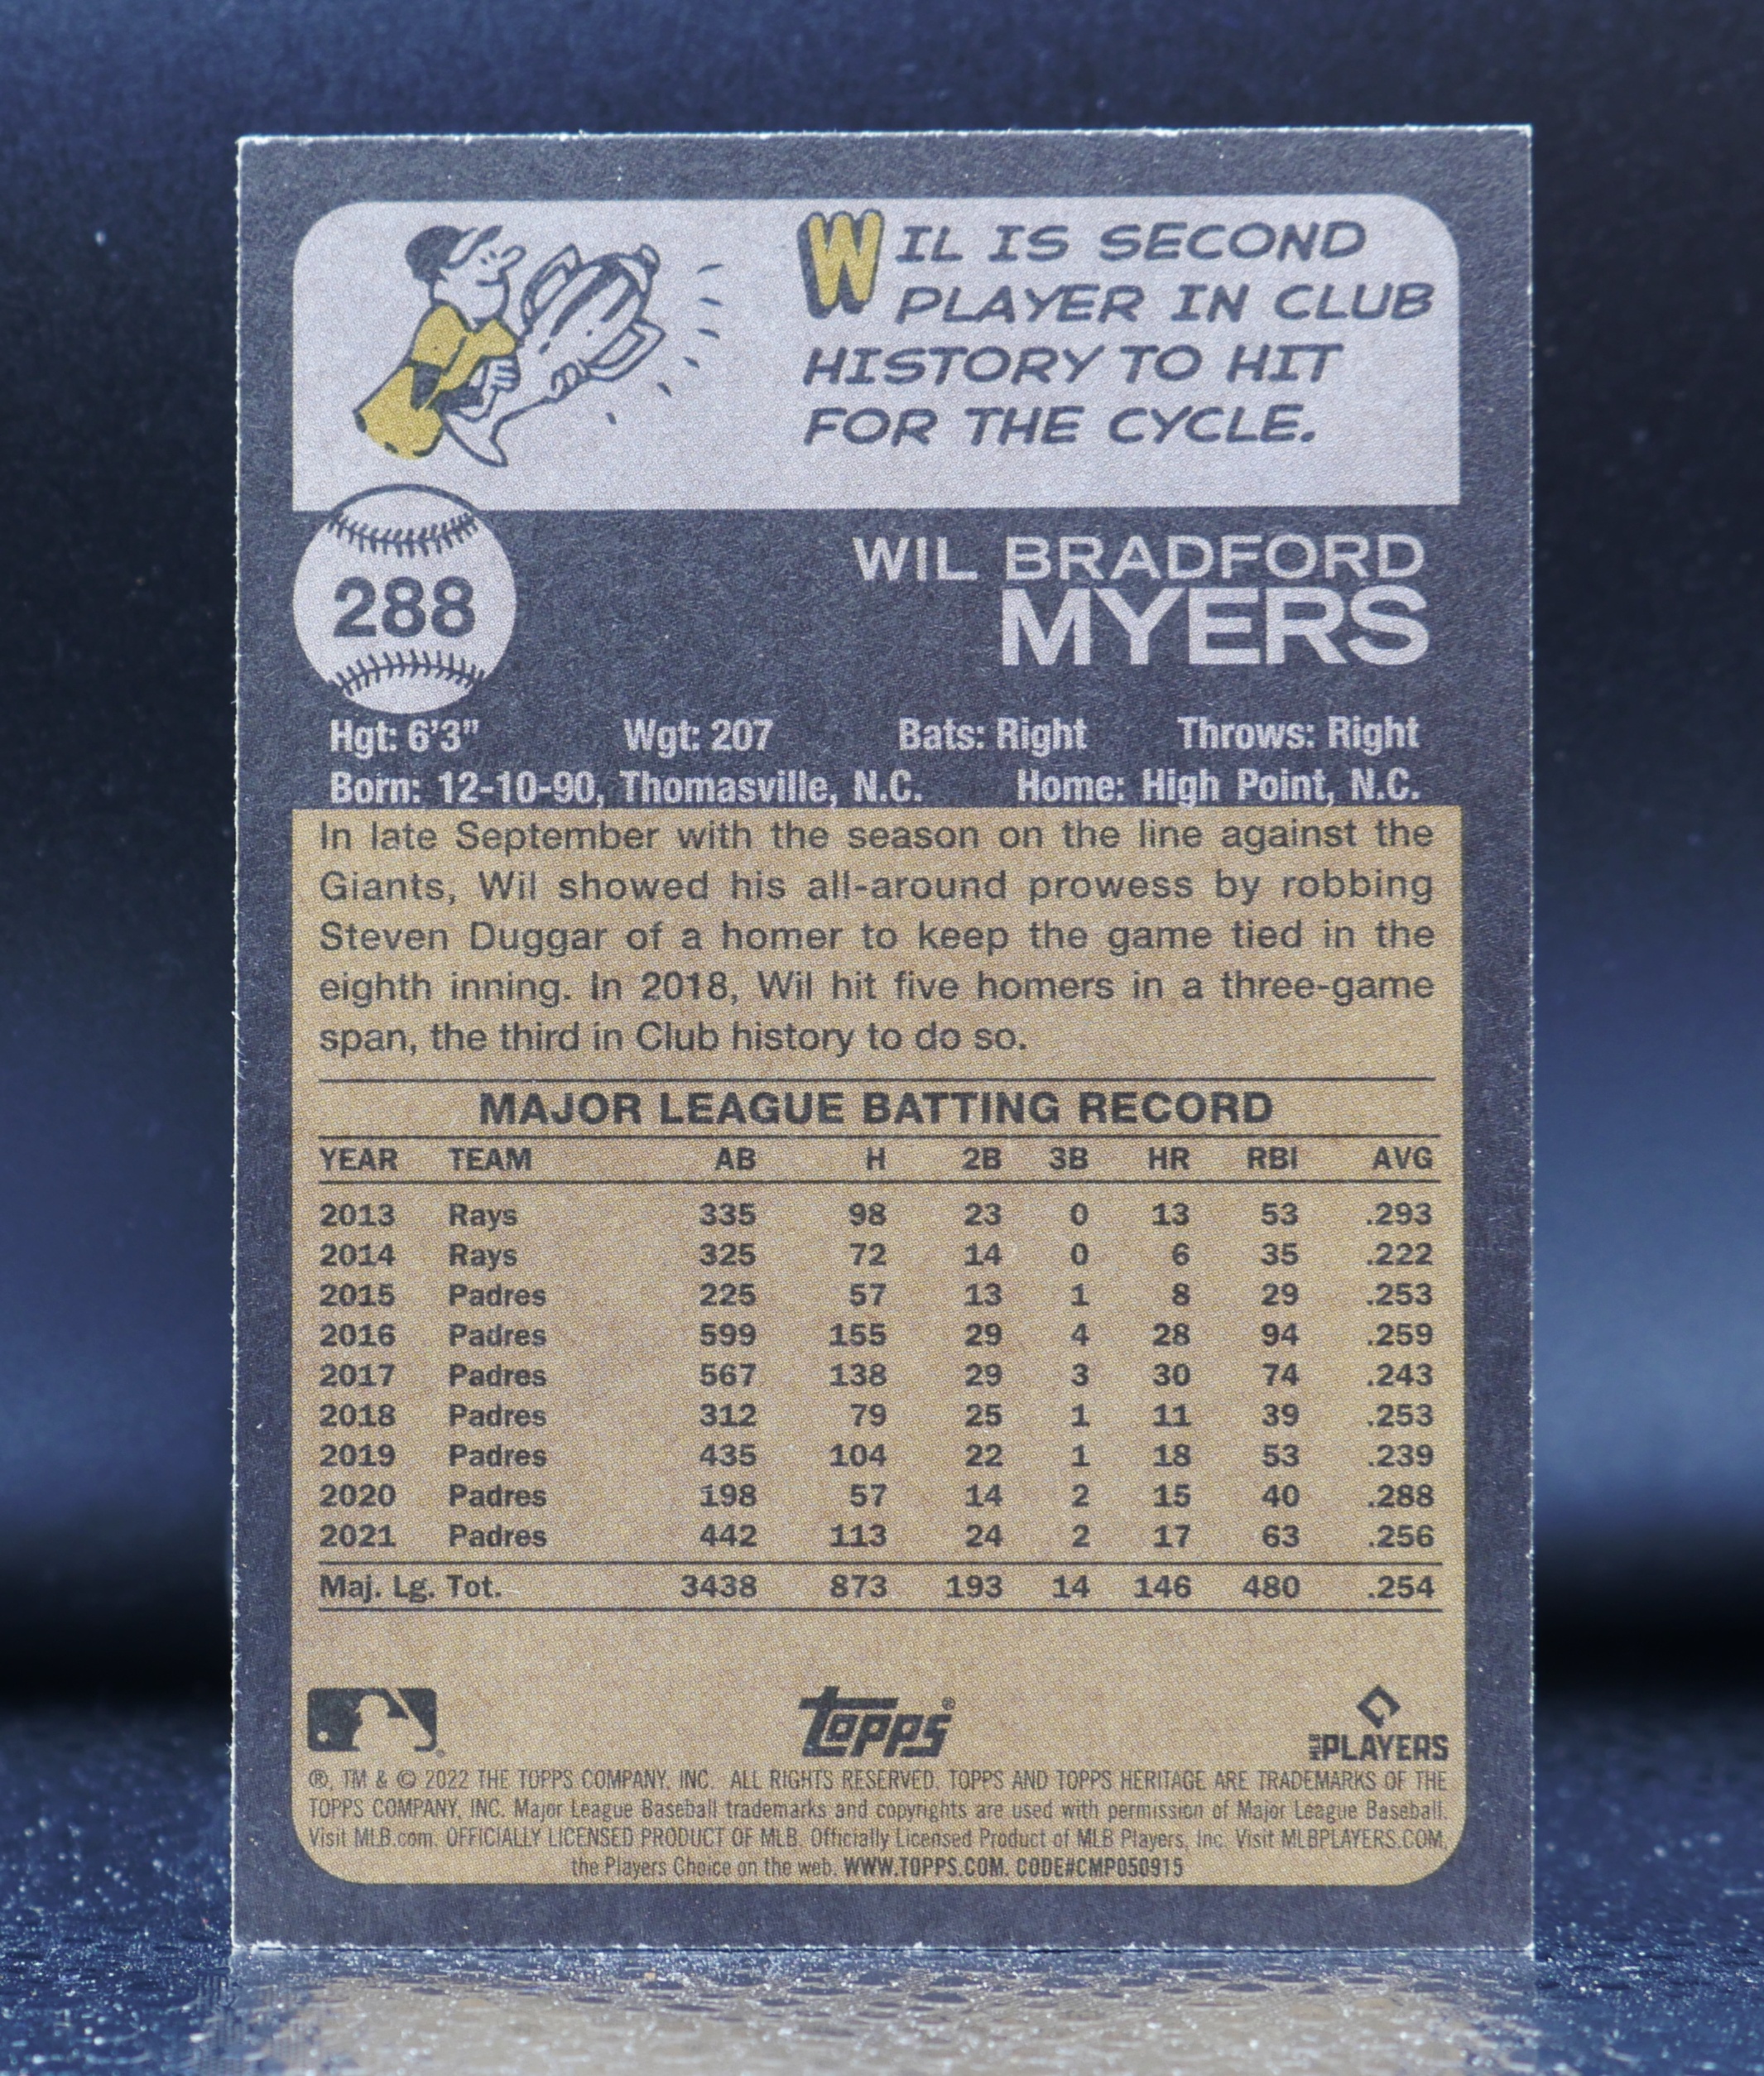 WIL IS SECOND
PLAYER IN CLUB
HISTORY TO HIT
FOR THE CYCLE.
288
WIL BRADFORD
MYERS
Hgt: 6'3" Wgt: 207 Bats: Right Throws: Right
Born: 12-10-90, Thomasville, N.C. Home: High Point, N.C.
In late September with the season on the line against the
Giants, Wil showed his all-around prowess by robbing
Steven Duggar of a homer to keep the game tied in the
eighth inning. In 2018, Wil hit five homers in a three-game
span, the third in Club history to do so.
MAJOR LEAGUE BATTING RECORD
YEAR TEAM AB H 2B 3B HR RBI AVG
2013 Rays 335 98 23 0 13 53 .293
2014 Rays 325 72 14 0 6 35 .222
2015 Padres 225 57 13 1 8 29 .253
2016 Padres 599 155 29 4 28 94 .259
2017 Padres 567 138 29 3 30 74 .243
2018 Padres 312 79 25 1 11 39 .253
2019 Padres 435 104 22 1 18 53 .239
2020 Padres 198 57 14 2 15 40 .288
2021 Padres 442 113 24 2 17 63 .256
Maj. Lg. Tot. 3438 873 193 14 146 480 .254
topps®
MLB PLAYERS
®, TM & © 2022 THE TOPPS COMPANY, INC. ALL RIGHTS RESERVED. TOPPS AND TOPPS HERITAGE ARE TRADEMARKS OF THE
TOPPS COMPANY, INC. Major League Baseball trademarks and copyrights are used with permission of Major League Baseball.
Visit MLB.com. OFFICIALLY LICENSED PRODUCT OF MLB. Officially Licensed Product of MLB Players, Inc. Visit MLBPLAYERS.COM,
the Players Choice on the web. WWW.TOPPS.COM. CODE#CMP050915